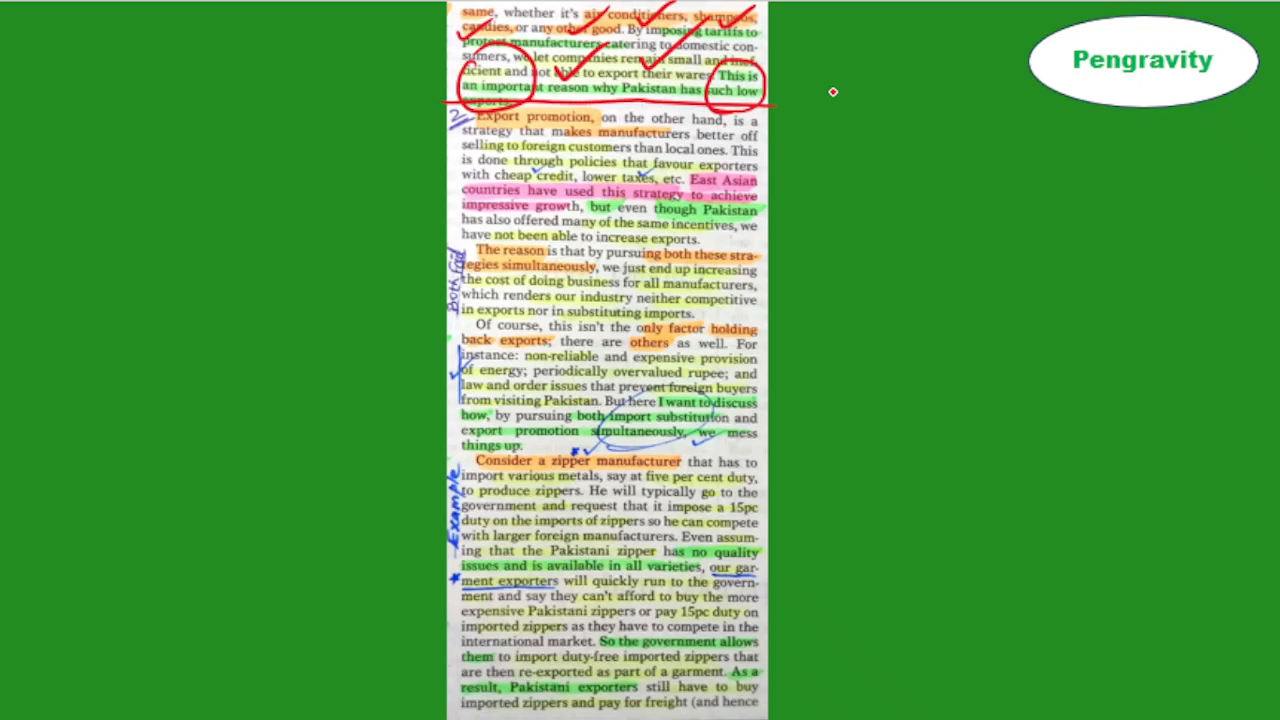 same, whether it's air conditioners, shampoos,
candies, or any other good. By imposing tariffs to
protect manufacturers catering to domestic con-
sumers, we let companies remain small and inef-
ficient and not able to export their wares. This is
an important reason why Pakistan has such low
exports.
2 Export promotion, on the other hand, is a
strategy that makes manufacturers better off
selling to foreign customers than local ones. This
is done through policies that favour exporters
with cheap credit, lower taxes, etc. East Asian
countries have used this strategy to achieve
impressive growth, but even though Pakistan
has also offered many of the same incentives, we
have not been able to increase exports.
The reason is that by pursuing both these stra-
tegies simultaneously, we just end up increasing
the cost of doing business for all manufacturers,
which renders our industry neither competitive
in exports nor in substituting imports.
Of course, this isn't the only factor holding
back exports; there are others as well. For
instance: non-reliable and expensive provision
of energy; periodically overvalued rupee; and
law and order issues that prevent foreign buyers
from visiting Pakistan. But here I want to discuss
how, by pursuing both import substitution and
export promotion simultaneously, we mess
things up.
Consider a zipper manufacturer that has to
import various metals, say at five per cent duty,
to produce zippers. He will typically go to the
government and request that it impose a 15pc
duty on the imports of zippers so he can compete
with larger foreign manufacturers. Even assum-
ing that the Pakistani zipper has no quality
issues and is available in all varieties, our gar-
ment exporters will quickly run to the govern-
ment and say they can't afford to buy the more
expensive Pakistani zippers or pay 15pc duty on
imported zippers as they have to compete in the
international market. So the government allows
them to import duty-free imported zippers that
are then re-exported as part of a garment. As a
result, Pakistani exporters still have to buy
imported zippers and pay for freight (and hence
Both
Example
Pengravity